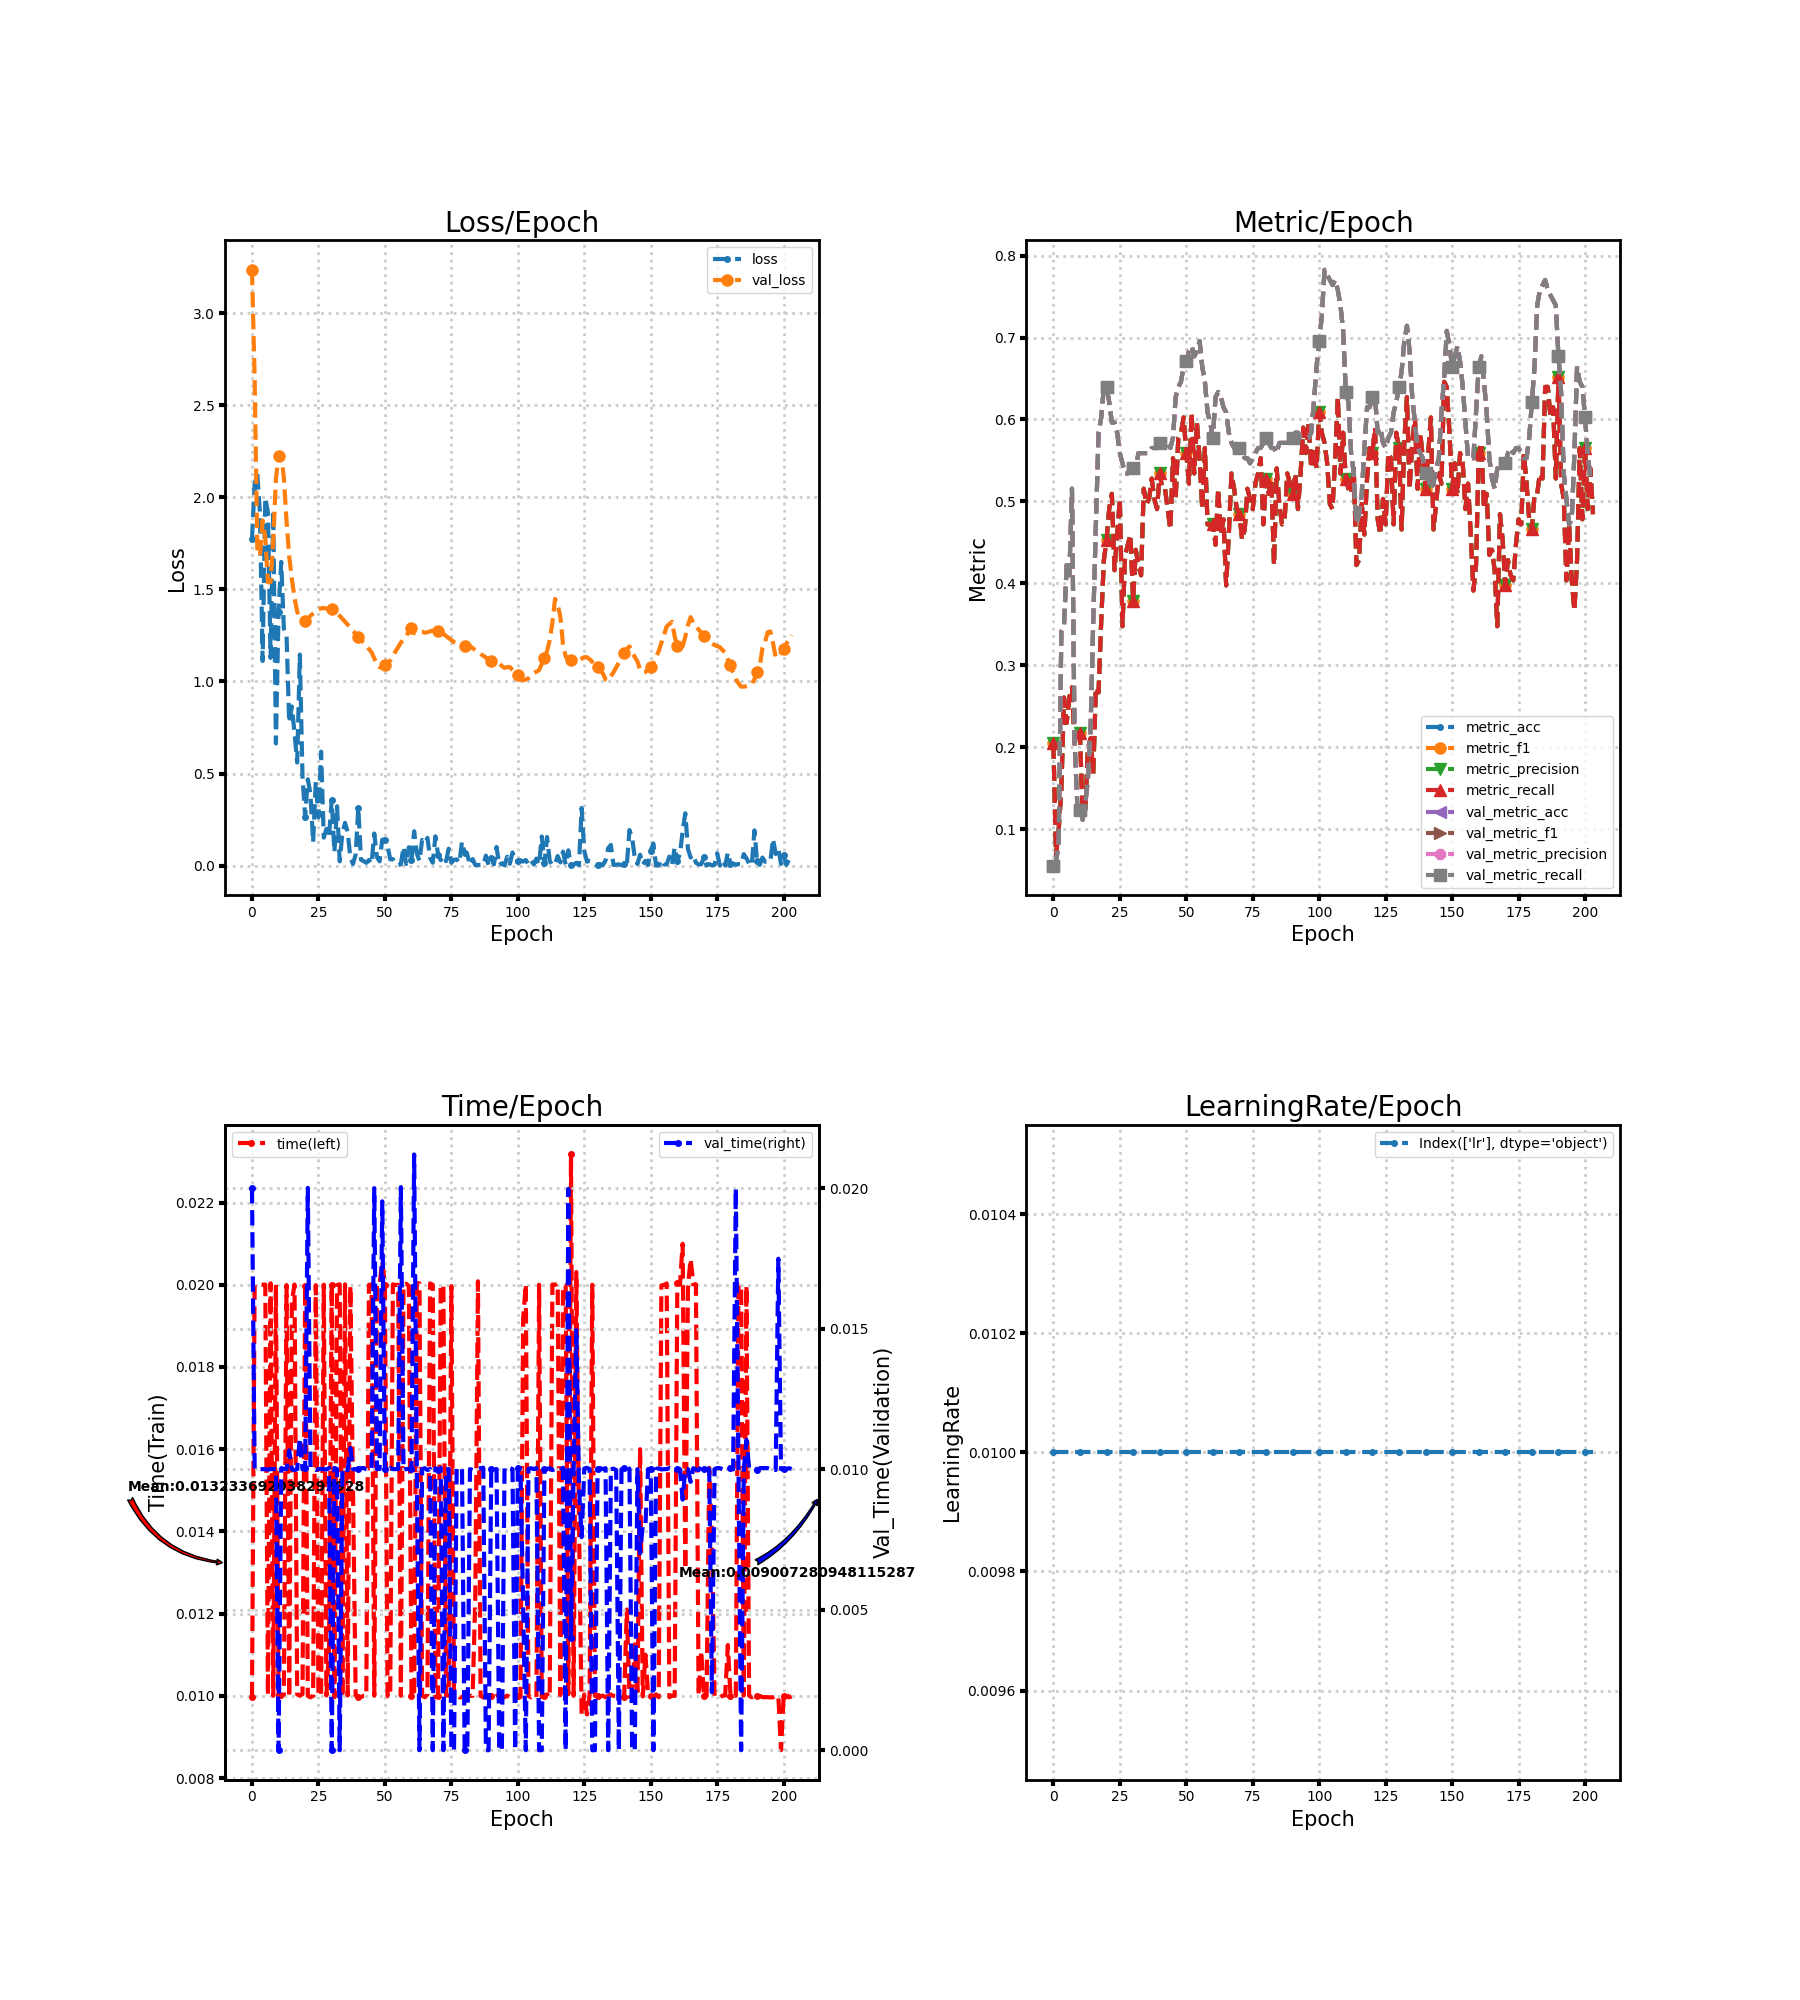 Loss/Epoch
loss
val_loss
3.0
2.5
2.0
1.5
1.0
0.5
0.0
Loss
0 25 50 75 100 125 150 175 200
Epoch
Metric/Epoch
0.8
0.7
0.6
0.5
0.4
0.3
0.2
0.1
Metric
metric_acc
metric_f1
metric_precision
metric_recall
val_metric_acc
val_metric_f1
val_metric_precision
val_metric_recall
0 25 50 75 100 125 150 175 200
Epoch
Time/Epoch
time(left)
val_time(right)
0.022
0.020
0.018
0.016
0.014
0.012
0.010
0.008
Time(Train)
0.020
0.015
0.010
0.005
0.000
Val_Time(Validation)
Mean:0.009007280948115287
0 25 50 75 100 125 150 175 200
Epoch
LearningRate/Epoch
Index(['lr'], dtype='object')
0.0104
0.0102
0.0100
0.0098
0.0096
LearningRate
0 25 50 75 100 125 150 175 200
Epoch